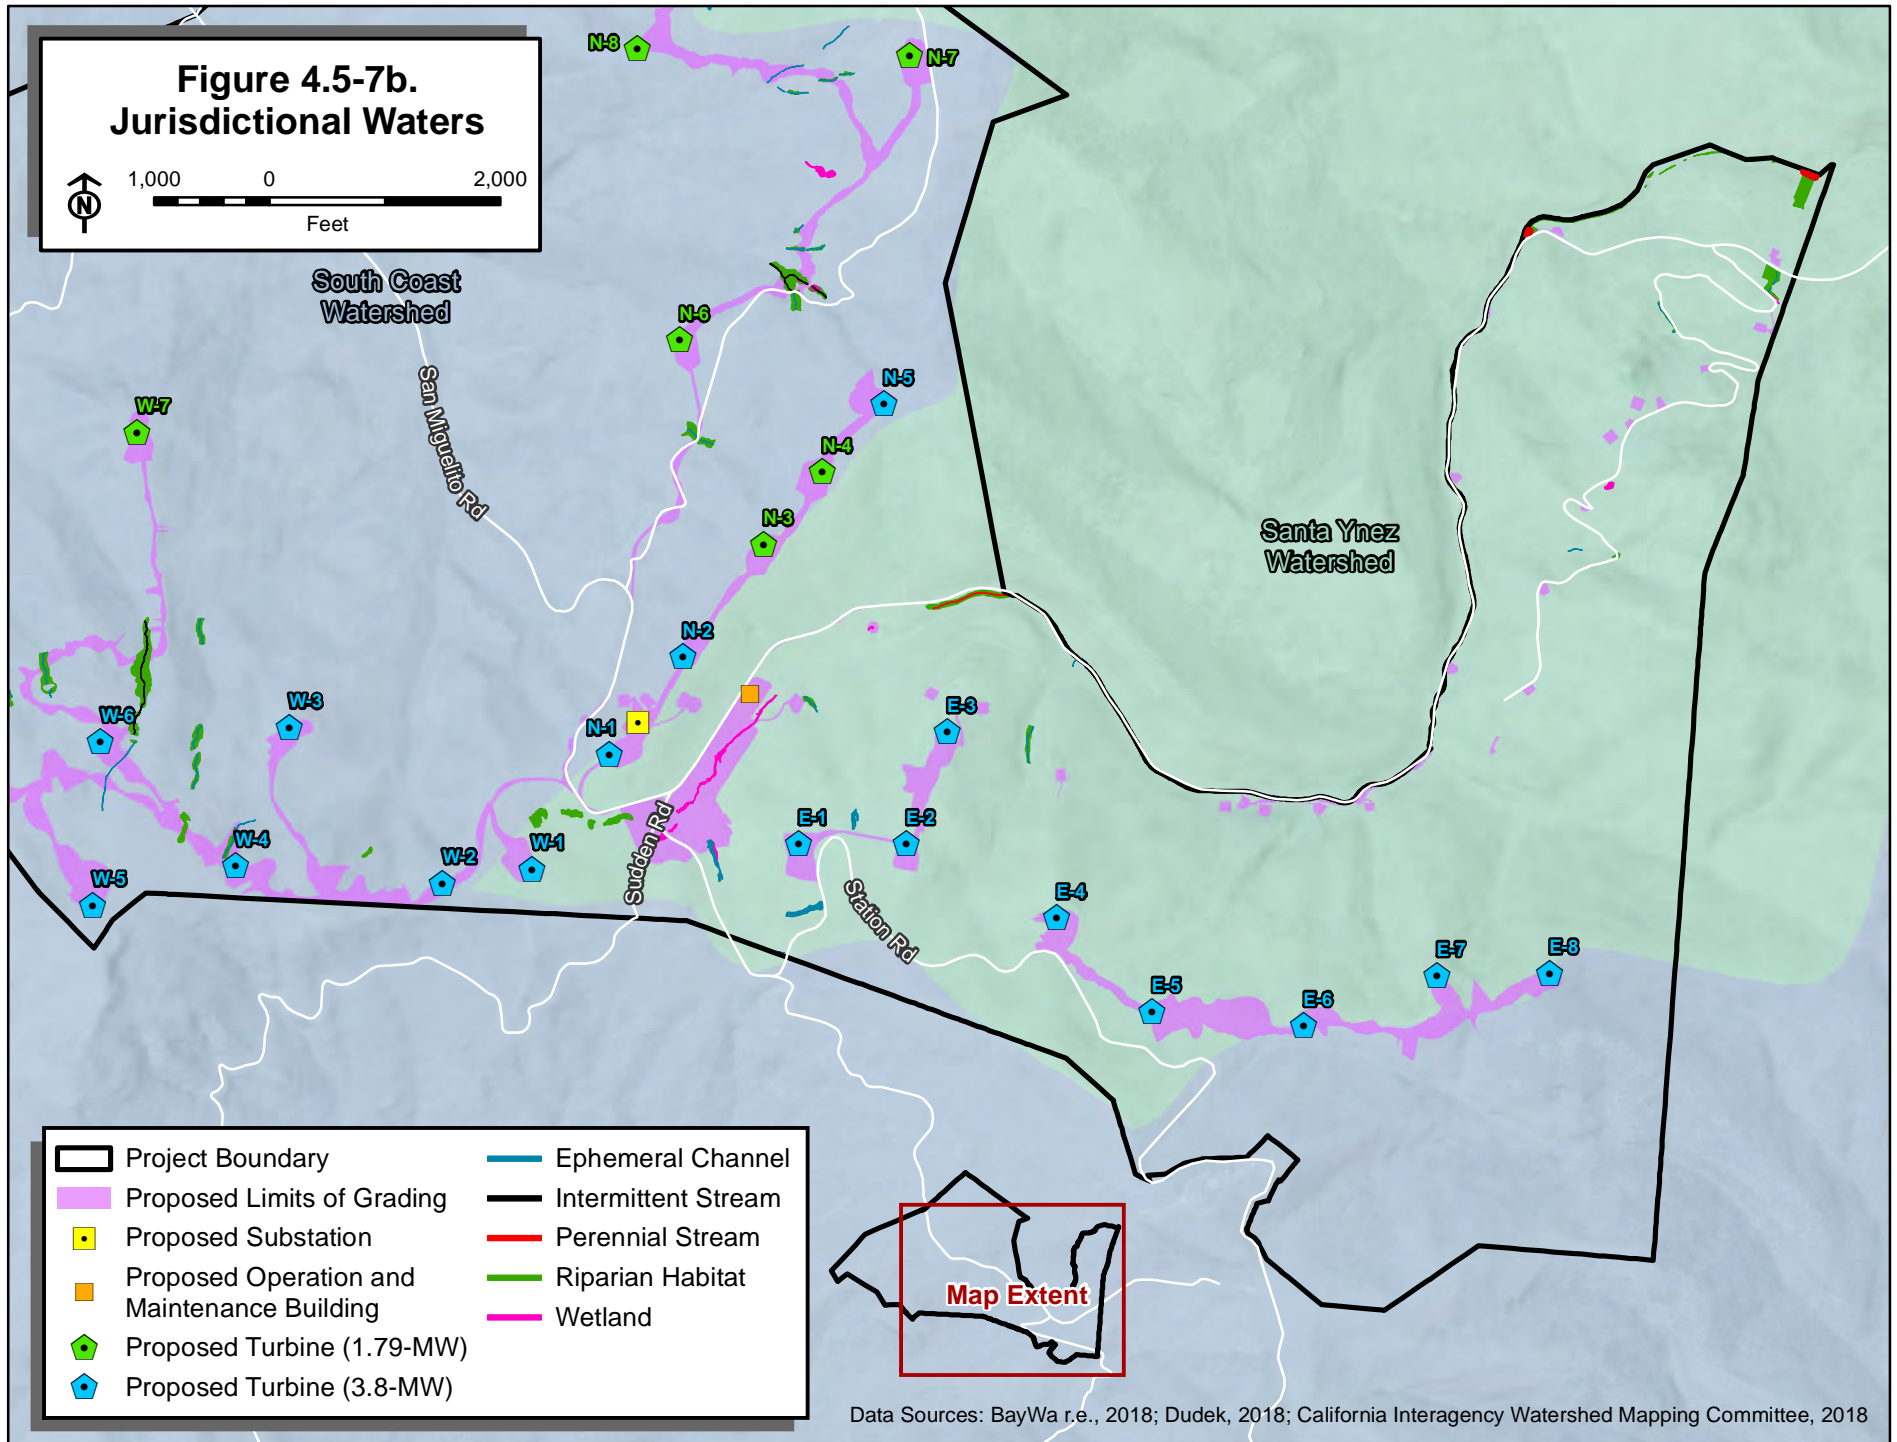 Figure 4.5-7b.
Jurisdictional Waters
1,000 0 2,000
Feet
N
N-8
N-7
South Coast
Watershed
N-6
N-5
San Miguelito Rd
W-7
N-4
N-3
Santa Ynez
Watershed
N-2
W-6
W-3
N-1
E-3
W-4
W-2
W-1
Sudden Rd
E-1
E-2
W-5
Station Rd
E-4
E-5
E-6
E-7
E-8
Project Boundary
Proposed Limits of Grading
Proposed Substation
Proposed Operation and
Maintenance Building
Proposed Turbine (1.79-MW)
Proposed Turbine (3.8-MW)
Ephemeral Channel
Intermittent Stream
Perennial Stream
Riparian Habitat
Wetland
Map Extent
Data Sources: BayWa r.e., 2018; Dudek, 2018; California Interagency Watershed Mapping Committee, 2018